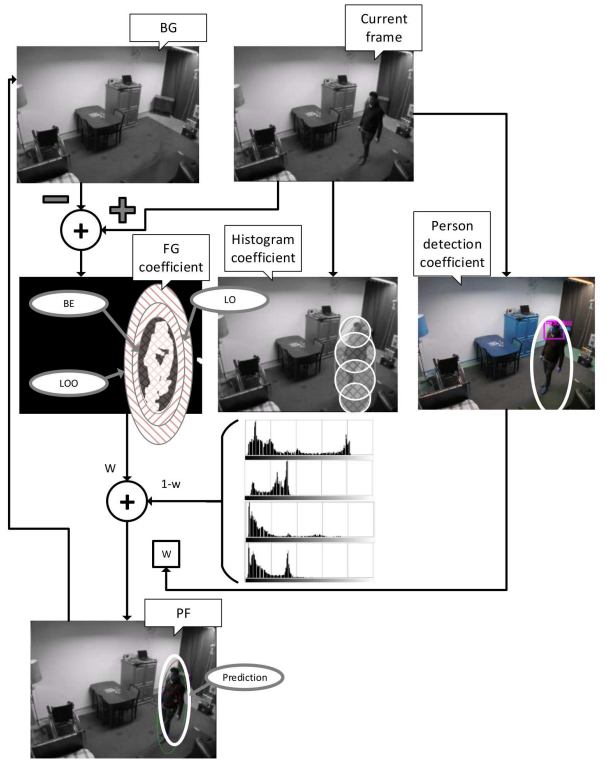 BG
Current
frame
FG
coefficient
Histogram
coefficient
Person
detection
coefficient
BE
LO
LOO
W
1-w
W
PF
Prediction